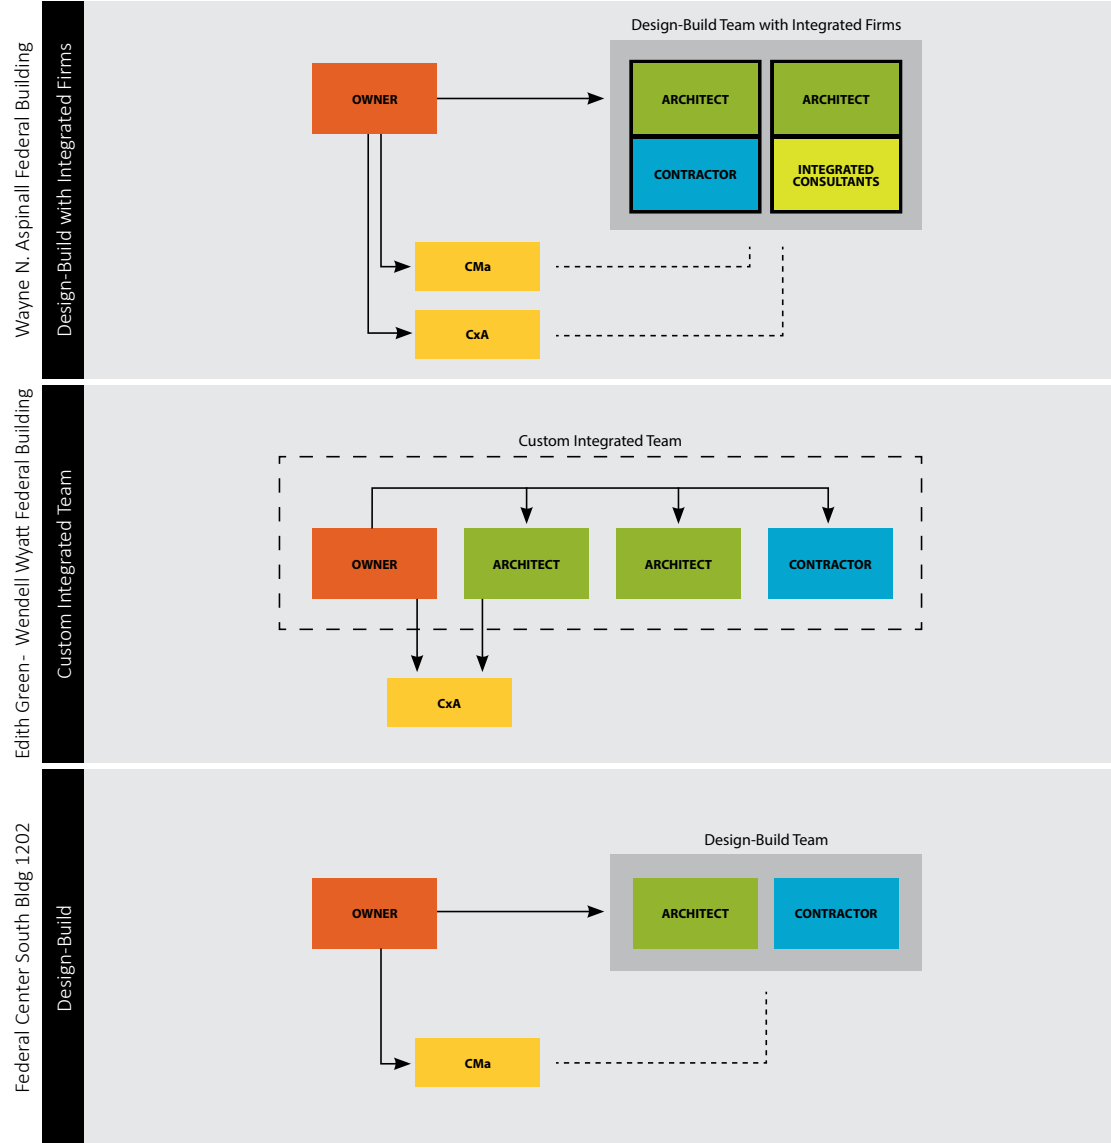 Wayne N. Aspinall Federal Building
Design-Build with Integrated Firms
Design-Build Team with Integrated Firms
OWNER
ARCHITECT
ARCHITECT
CONTRACTOR
INTEGRATED
CONSULTANTS
CMa
CxA
Edith Green- Wendell Wyatt Federal Building
Custom Integrated Team
Custom Integrated Team
OWNER
ARCHITECT
ARCHITECT
CONTRACTOR
CxA
Federal Center South Bldg 1202
Design-Build
Design-Build Team
OWNER
ARCHITECT
CONTRACTOR
CMa